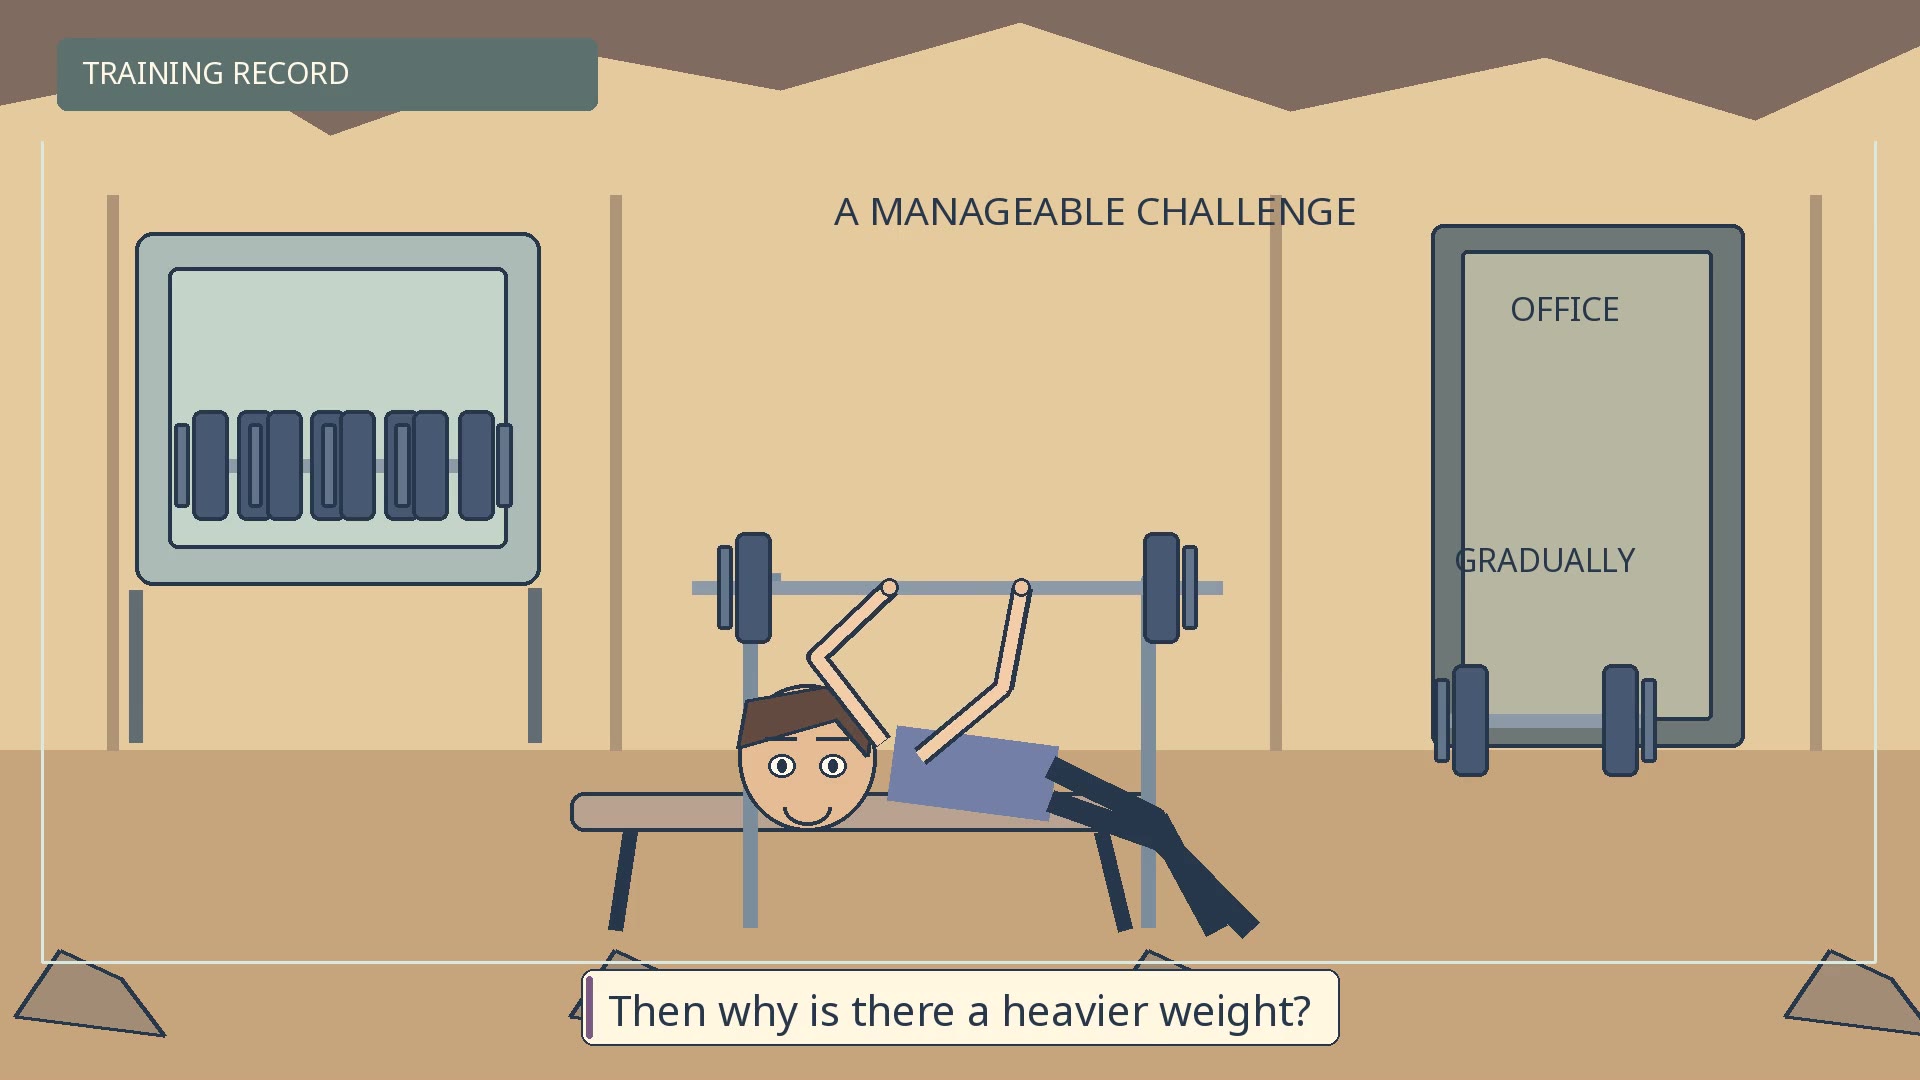 TRAINING RECORD
A MANAGEABLE CHALLENGE
OFFICE
GRADUALLY
Then why is there a heavier weight?